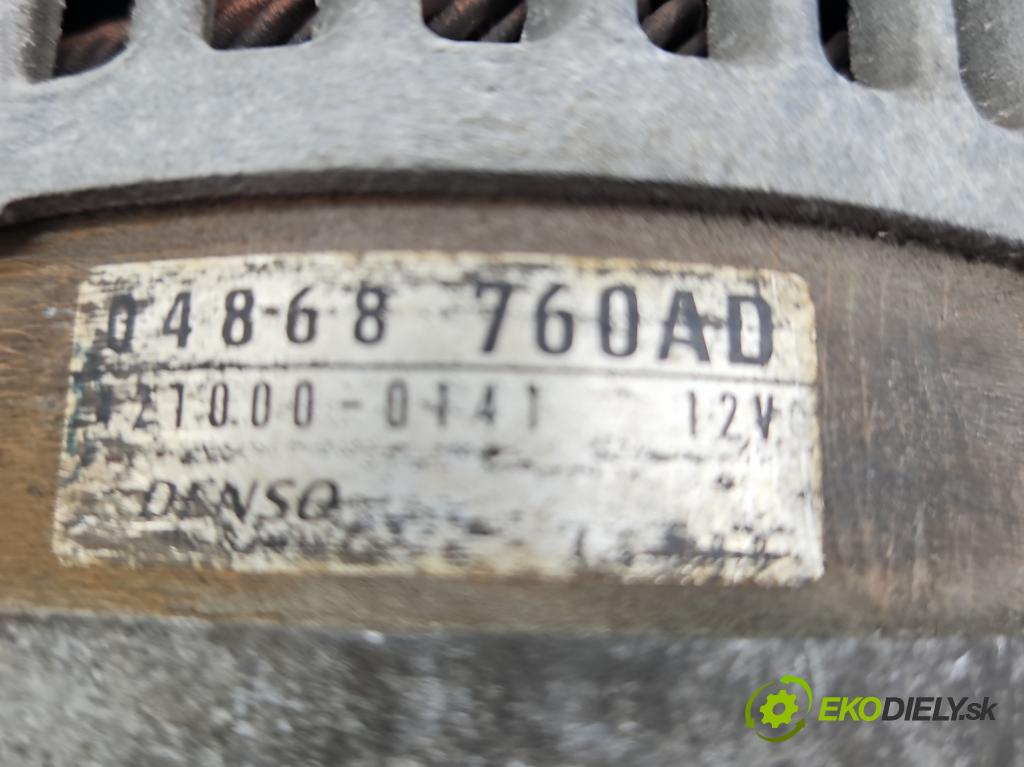 04868 760AD
121000-0141 12V
DENSO
EKODIELY.sk